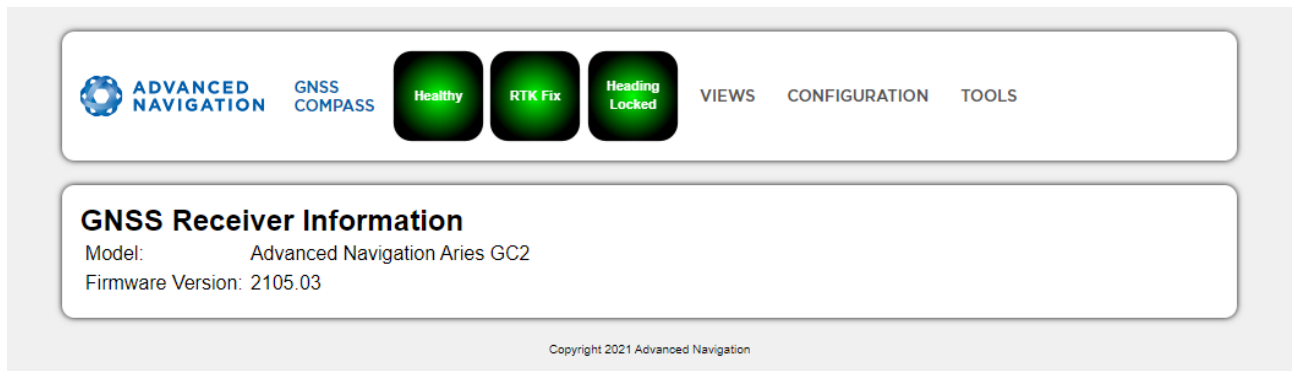 ADVANCED
NAVIGATION
GNSS
COMPASS
Healthy
RTK Fix
Heading
Locked
VIEWS
CONFIGURATION
TOOLS
GNSS Receiver Information
Model: Advanced Navigation Aries GC2
Firmware Version: 2105.03
Copyright 2021 Advanced Navigation